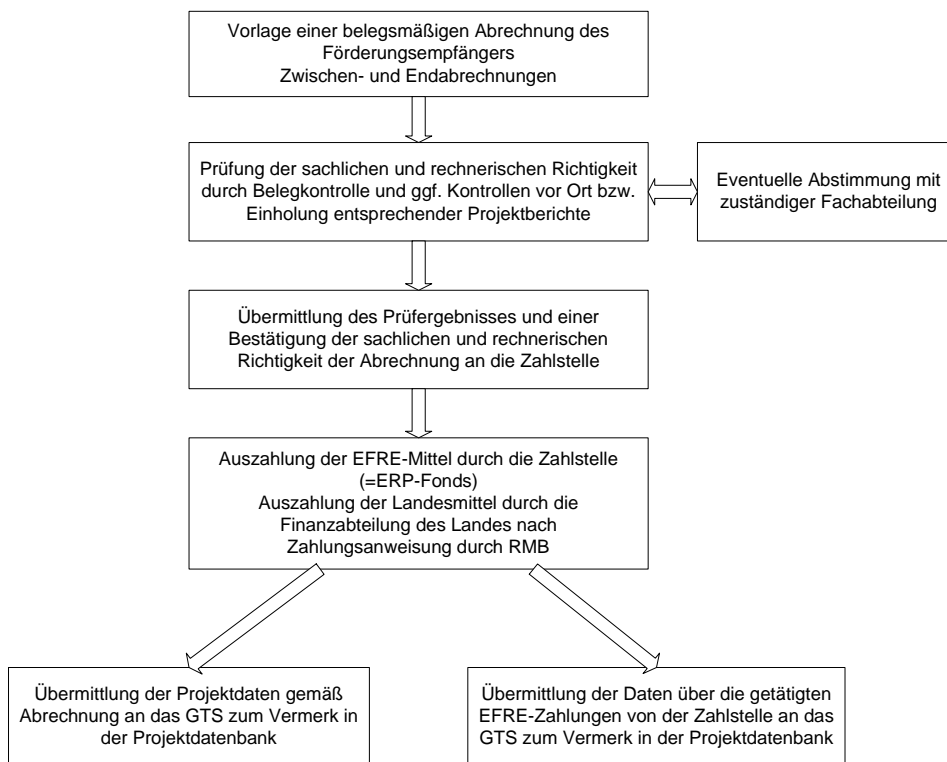 Vorlage einer belegsmäßigen Abrechnung des
Förderungsempfängers
Zwischen- und Endabrechnungen
Prüfung der sachlichen und rechnerischen Richtigkeit
durch Belegkontrolle und ggf. Kontrollen vor Ort bzw.
Einholung entsprechender Projektberichte
Eventuelle Abstimmung mit
zuständiger Fachabteilung
Übermittlung des Prüfergebnisses und einer
Bestätigung der sachlichen und rechnerischen
Richtigkeit der Abrechnung an die Zahlstelle
Auszahlung der EFRE-Mittel durch die Zahlstelle
(=ERP-Fonds)
Auszahlung der Landesmittel durch die
Finanzabteilung des Landes nach
Zahlungsanweisung durch RMB
Übermittlung der Projektdaten gemäß
Abrechnung an das GTS zum Vermerk in
der Projektdatenbank
Übermittlung der Daten über die getätigten
EFRE-Zahlungen von der Zahlstelle an das
GTS zum Vermerk in der Projektdatenbank